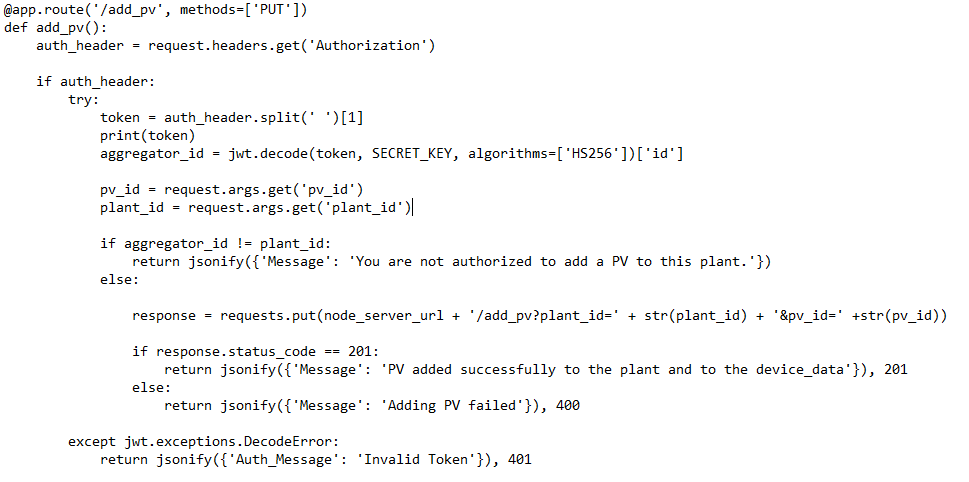 @app.route('/add_pv', methods=['PUT'])
def add_pv():
    auth_header = request.headers.get('Authorization')

    if auth_header:
        try:
            token = auth_header.split(' ')[1]
            print(token)
            aggregator_id = jwt.decode(token, SECRET_KEY, algorithms=['HS256'])['id']

            pv_id = request.args.get('pv_id')
            plant_id = request.args.get('plant_id')

            if aggregator_id != plant_id:
                return jsonify({'Message': 'You are not authorized to add a PV to this plant.'})
            else:

                response = requests.put(node_server_url + '/add_pv?plant_id=' + str(plant_id) + '&pv_id=' +str(pv_id))

                if response.status_code == 201:
                    return jsonify({'Message': 'PV added successfully to the plant and to the device_data'}), 201
                else:
                    return jsonify({'Message': 'Adding PV failed'}), 400

        except jwt.exceptions.DecodeError:
            return jsonify({'Auth_Message': 'Invalid Token'}), 401